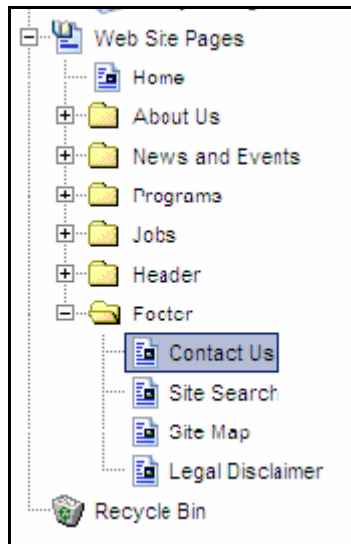 Web Site Pages
Home
About Us
News and Events
Programs
Jobs
Header
Footer
Contact Us
Site Search
Site Map
Legal Disclaimer
Recycle Bin